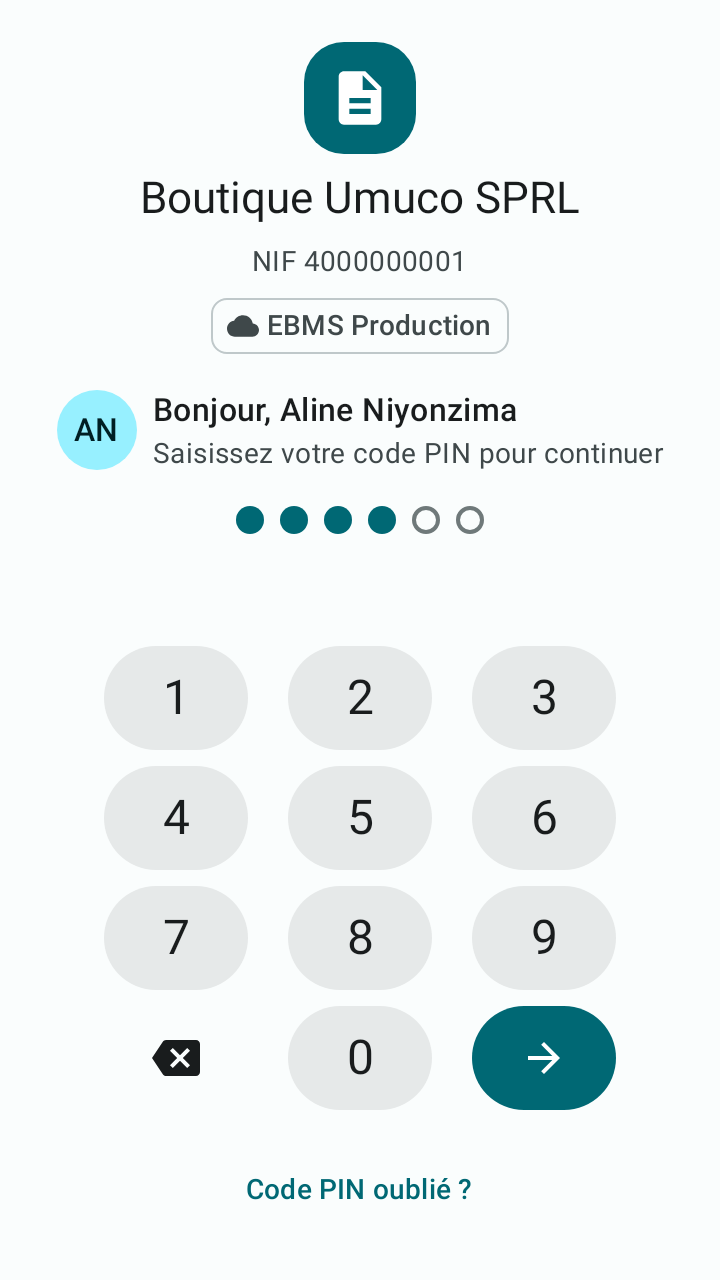 Boutique Umuco SPRL
NIF 4000000001
EBMS Production
AN
Bonjour, Aline Niyonzima
Saisissez votre code PIN pour continuer
1 2 3
4 5 6
7 8 9
0
Code PIN oublié ?